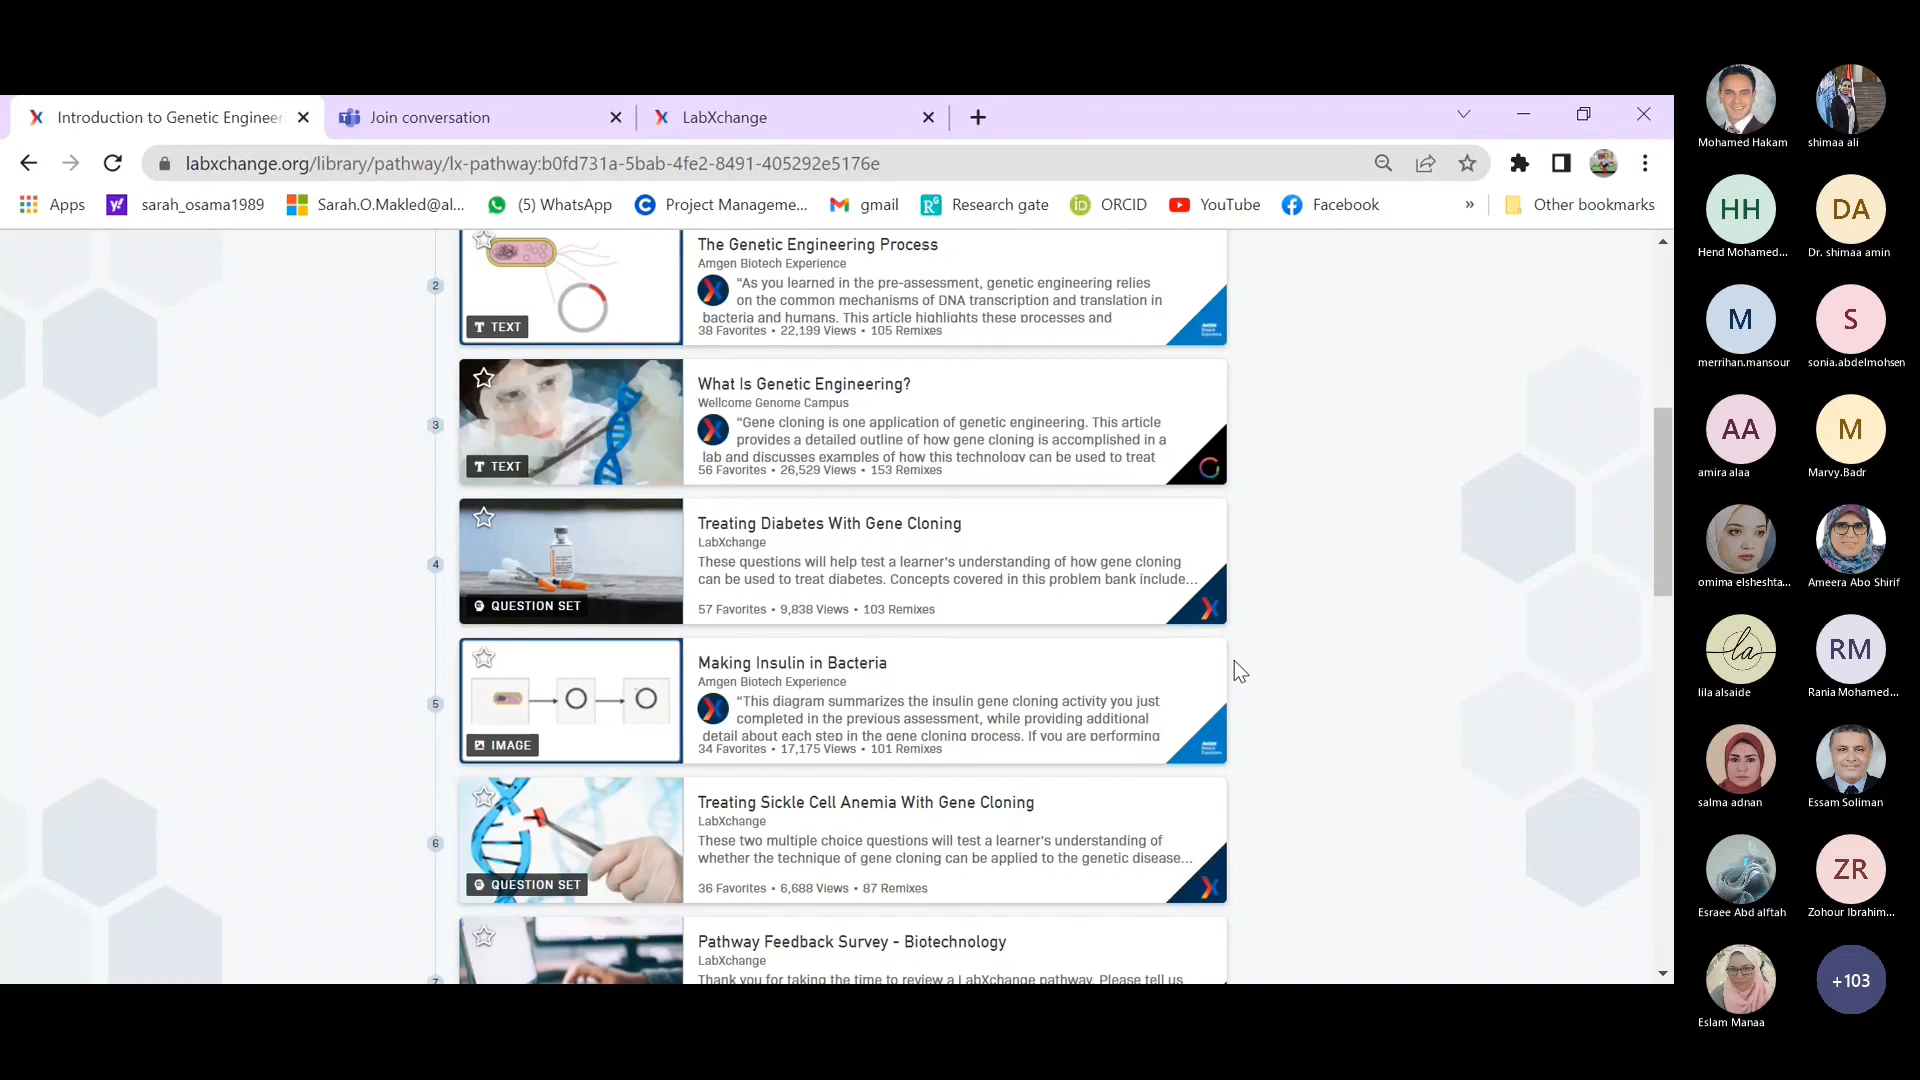 Introduction to Genetic Engineer
Join conversation
LabXchange
labxchange.org/library/pathway/lx-pathway:b0fd731a-5bab-4fe2-8491-405292e5176e
Apps
sarah_osama1989
Sarah.O.Makled@al...
(5) WhatsApp
Project Manageme...
gmail
Research gate
ORCID
YouTube
Facebook
»
Other bookmarks
2
TEXT
The Genetic Engineering Process
Amgen Biotech Experience
“As you learned in the pre-assessment, genetic engineering relies
on the common mechanisms of DNA transcription and translation in
bacteria and humans. This article highlights these processes and
38 Favorites • 22,199 Views • 105 Remixes
3
TEXT
What Is Genetic Engineering?
Wellcome Genome Campus
“Gene cloning is one application of genetic engineering. This article
provides a detailed outline of how gene cloning is accomplished in a
lab and discusses examples of how this technology can be used to treat
56 Favorites • 26,529 Views • 153 Remixes
4
QUESTION SET
Treating Diabetes With Gene Cloning
LabXchange
These questions will help test a learner's understanding of how gene cloning
can be used to treat diabetes. Concepts covered in this problem bank include...
57 Favorites • 9,838 Views • 103 Remixes
5
IMAGE
Making Insulin in Bacteria
Amgen Biotech Experience
“This diagram summarizes the insulin gene cloning activity you just
completed in the previous assessment, while providing additional
detail about each step in the gene cloning process. If you are performing
34 Favorites • 17,175 Views • 101 Remixes
6
QUESTION SET
Treating Sickle Cell Anemia With Gene Cloning
LabXchange
These two multiple choice questions will test a learner's understanding of
whether the technique of gene cloning can be applied to the genetic disease...
36 Favorites • 6,688 Views • 87 Remixes
7
Pathway Feedback Survey - Biotechnology
LabXchange
Thank you for taking the time to review a LabXchange pathway. Please tell us
Mohamed Hakam
shimaa ali
HH
DA
Hend Mohamed...
Dr. shimaa amin
M
S
merrihan.mansour
sonia.abdelmohsen
AA
M
amira alaa
Marvy.Badr
omima elsheshta...
Ameera Abo Shirif
la
RM
lila alsaide
Rania Mohamed...
salma adnan
Essam Soliman
ZR
Esraee Abd alftah
Zohour Ibrahim...
+103
Eslam Manaa